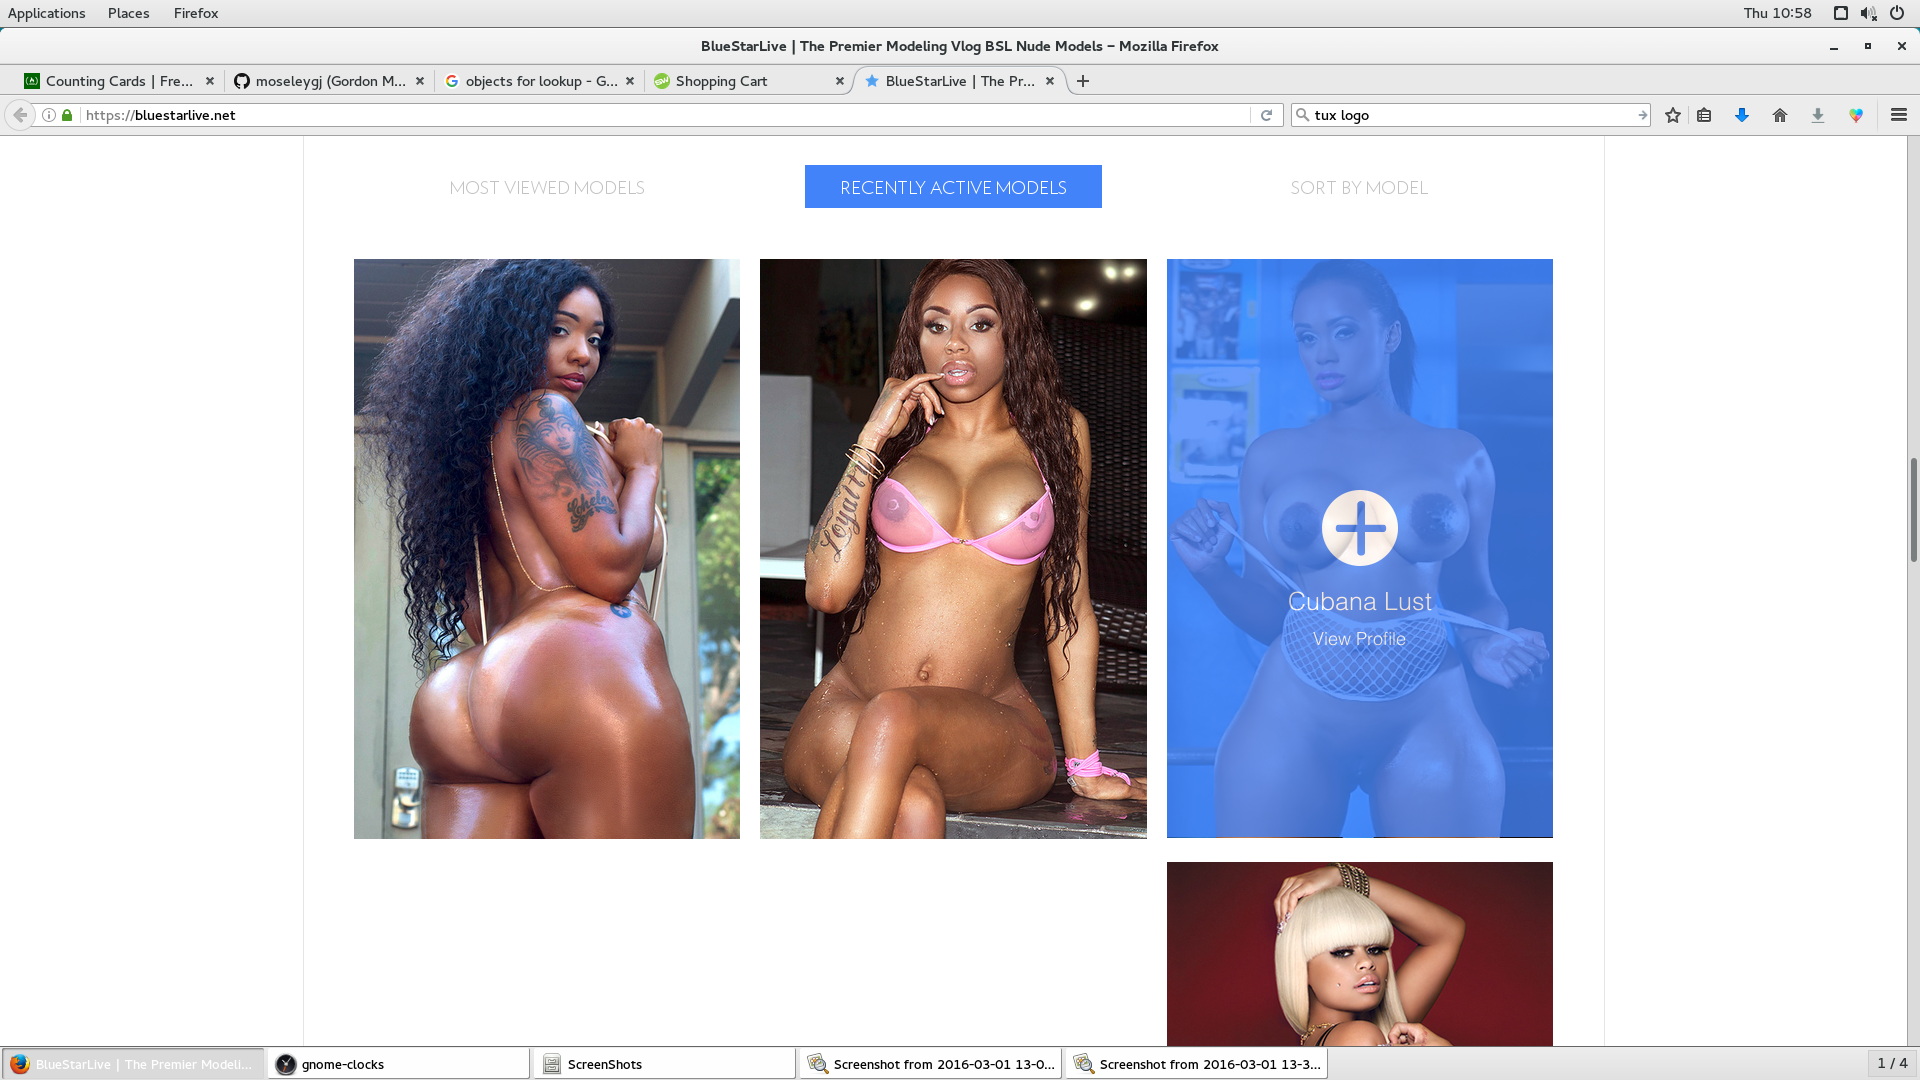 Applications Places Firefox Thu 10:58
BlueStarLive | The Premier Modeling Vlog BSL Nude Models – Mozilla Firefox
Counting Cards | Fre... moseleygj (Gordon M... objects for lookup - G... Shopping Cart BlueStarLive | The Pr...
https://bluestarlive.net tux logo
MOST VIEWED MODELS RECENTLY ACTIVE MODELS SORT BY MODEL
Loyalty
Cubana Lust
View Profile
BlueStarLive | The Premier Modeli... gnome-clocks ScreenShots Screenshot from 2016-03-01 13-0... Screenshot from 2016-03-01 13-3... 1 / 4